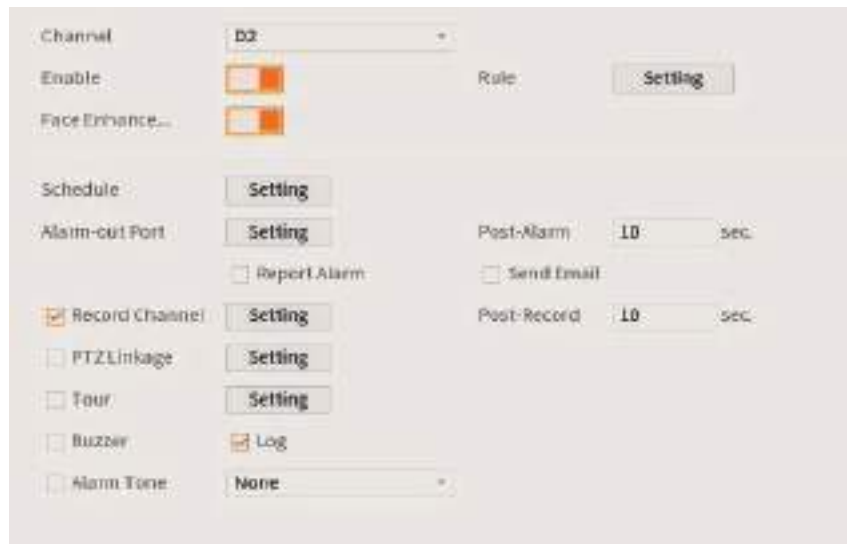 Channel D2
Enable Rule Setting
Face Enhance...
Schedule Setting
Alarm-out Port Setting Post-Alarm 10 sec.
Report Alarm Send Email
Record Channel Setting Post-Record 10 sec.
PTZ Linkage Setting
Tour Setting
Buzzer Log
Alarm Tone None